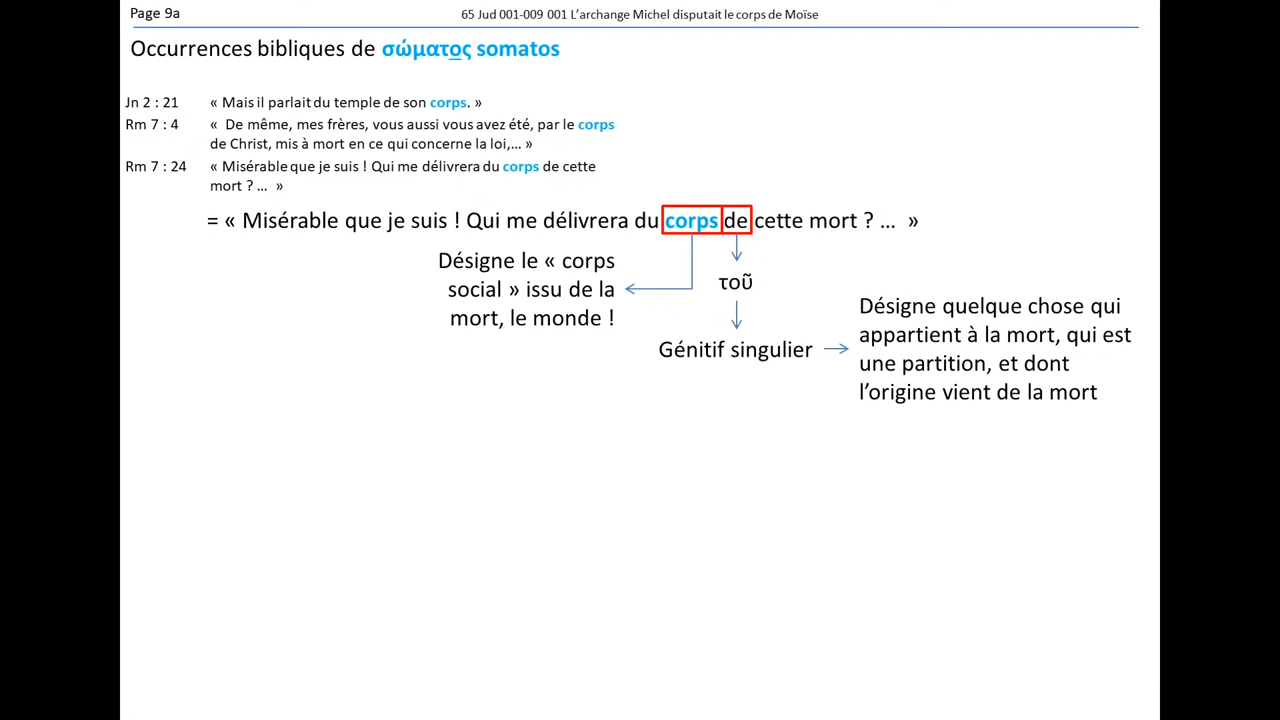 Page 9a
65 Jud 001-009 001 L’archange Michel disputait le corps de Moïse
Occurrences bibliques de σώματος somatos
Jn 2 : 21 « Mais il parlait du temple de son corps. »
Rm 7 : 4 « De même, mes frères, vous aussi vous avez été, par le corps
de Christ, mis à mort en ce qui concerne la loi,… »
Rm 7 : 24 « Misérable que je suis ! Qui me délivrera du corps de cette
mort ? … »
= « Misérable que je suis ! Qui me délivrera du corps de cette mort ? … »
Désigne le « corps
social » issu de la
mort, le monde !
τοῦ
Génitif singulier
Désigne quelque chose qui
appartient à la mort, qui est
une partition, et dont
l’origine vient de la mort